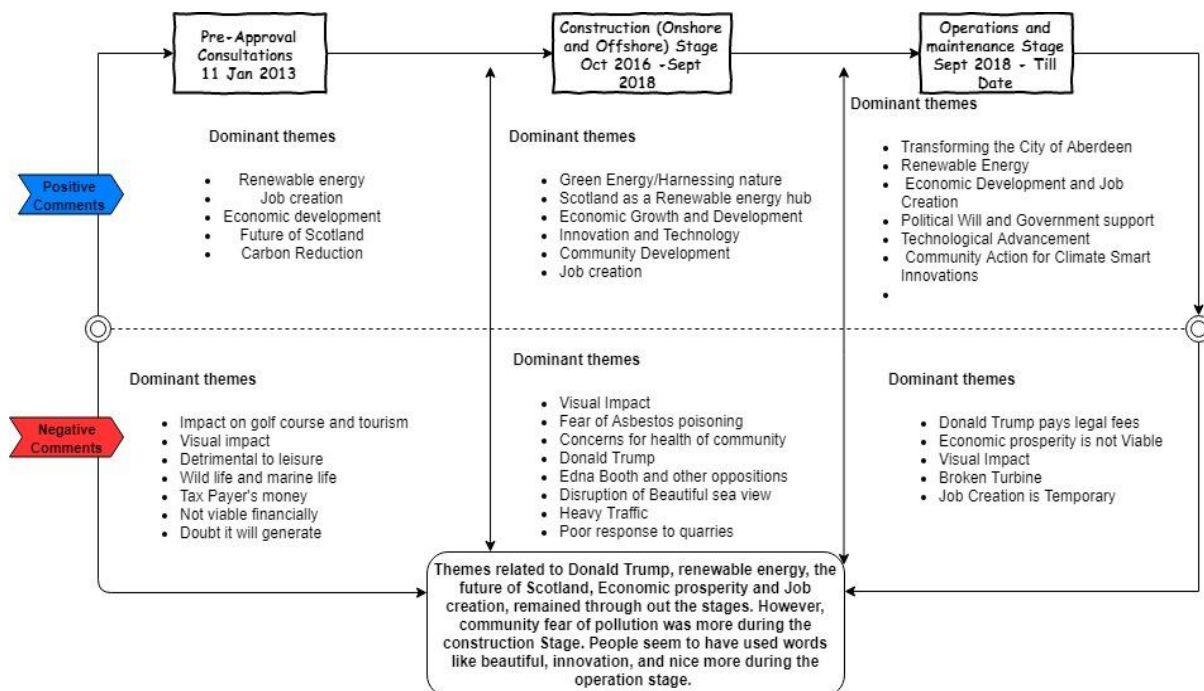 Pre-Approval
Consultations
11 Jan 2013
Construction (Onshore
and Offshore) Stage
Oct 2016 -Sept
2018
Operations and
maintenance Stage
Sept 2018 - Till
Date
Positive
Comments
Dominant themes
• Renewable energy
• Job creation
• Economic development
• Future of Scotland
• Carbon Reduction
Dominant themes
• Green Energy/Harnessing nature
• Scotland as a Renewable energy hub
• Economic Growth and Development
• Innovation and Technology
• Community Development
• Job creation
Dominant themes
• Transforming the City of Aberdeen
• Renewable Energy
• Economic Development and Job
Creation
• Political Will and Government support
• Technological Advancement
• Community Action for Climate Smart
Innovations
•
Negative
Comments
Dominant themes
• Impact on golf course and tourism
• Visual impact
• Detrimental to leisure
• Wild life and marine life
• Tax Payer's money
• Not viable financially
• Doubt it will generate
Dominant themes
• Visual Impact
• Fear of Asbestos poisoning
• Concerns for health of community
• Donald Trump
• Edna Booth and other oppositions
• Disruption of Beautiful sea view
• Heavy Traffic
• Poor response to quarries
Dominant themes
• Donald Trump pays legal fees
• Economic prosperity is not Viable
• Visual Impact
• Broken Turbine
• Job Creation is Temporary
Themes related to Donald Trump, renewable energy, the
future of Scotland, Economic prosperity and Job
creation, remained through out the stages. However,
community fear of pollution was more during the
construction Stage. People seem to have used words
like beautiful, innovation, and nice more during the
operation stage.